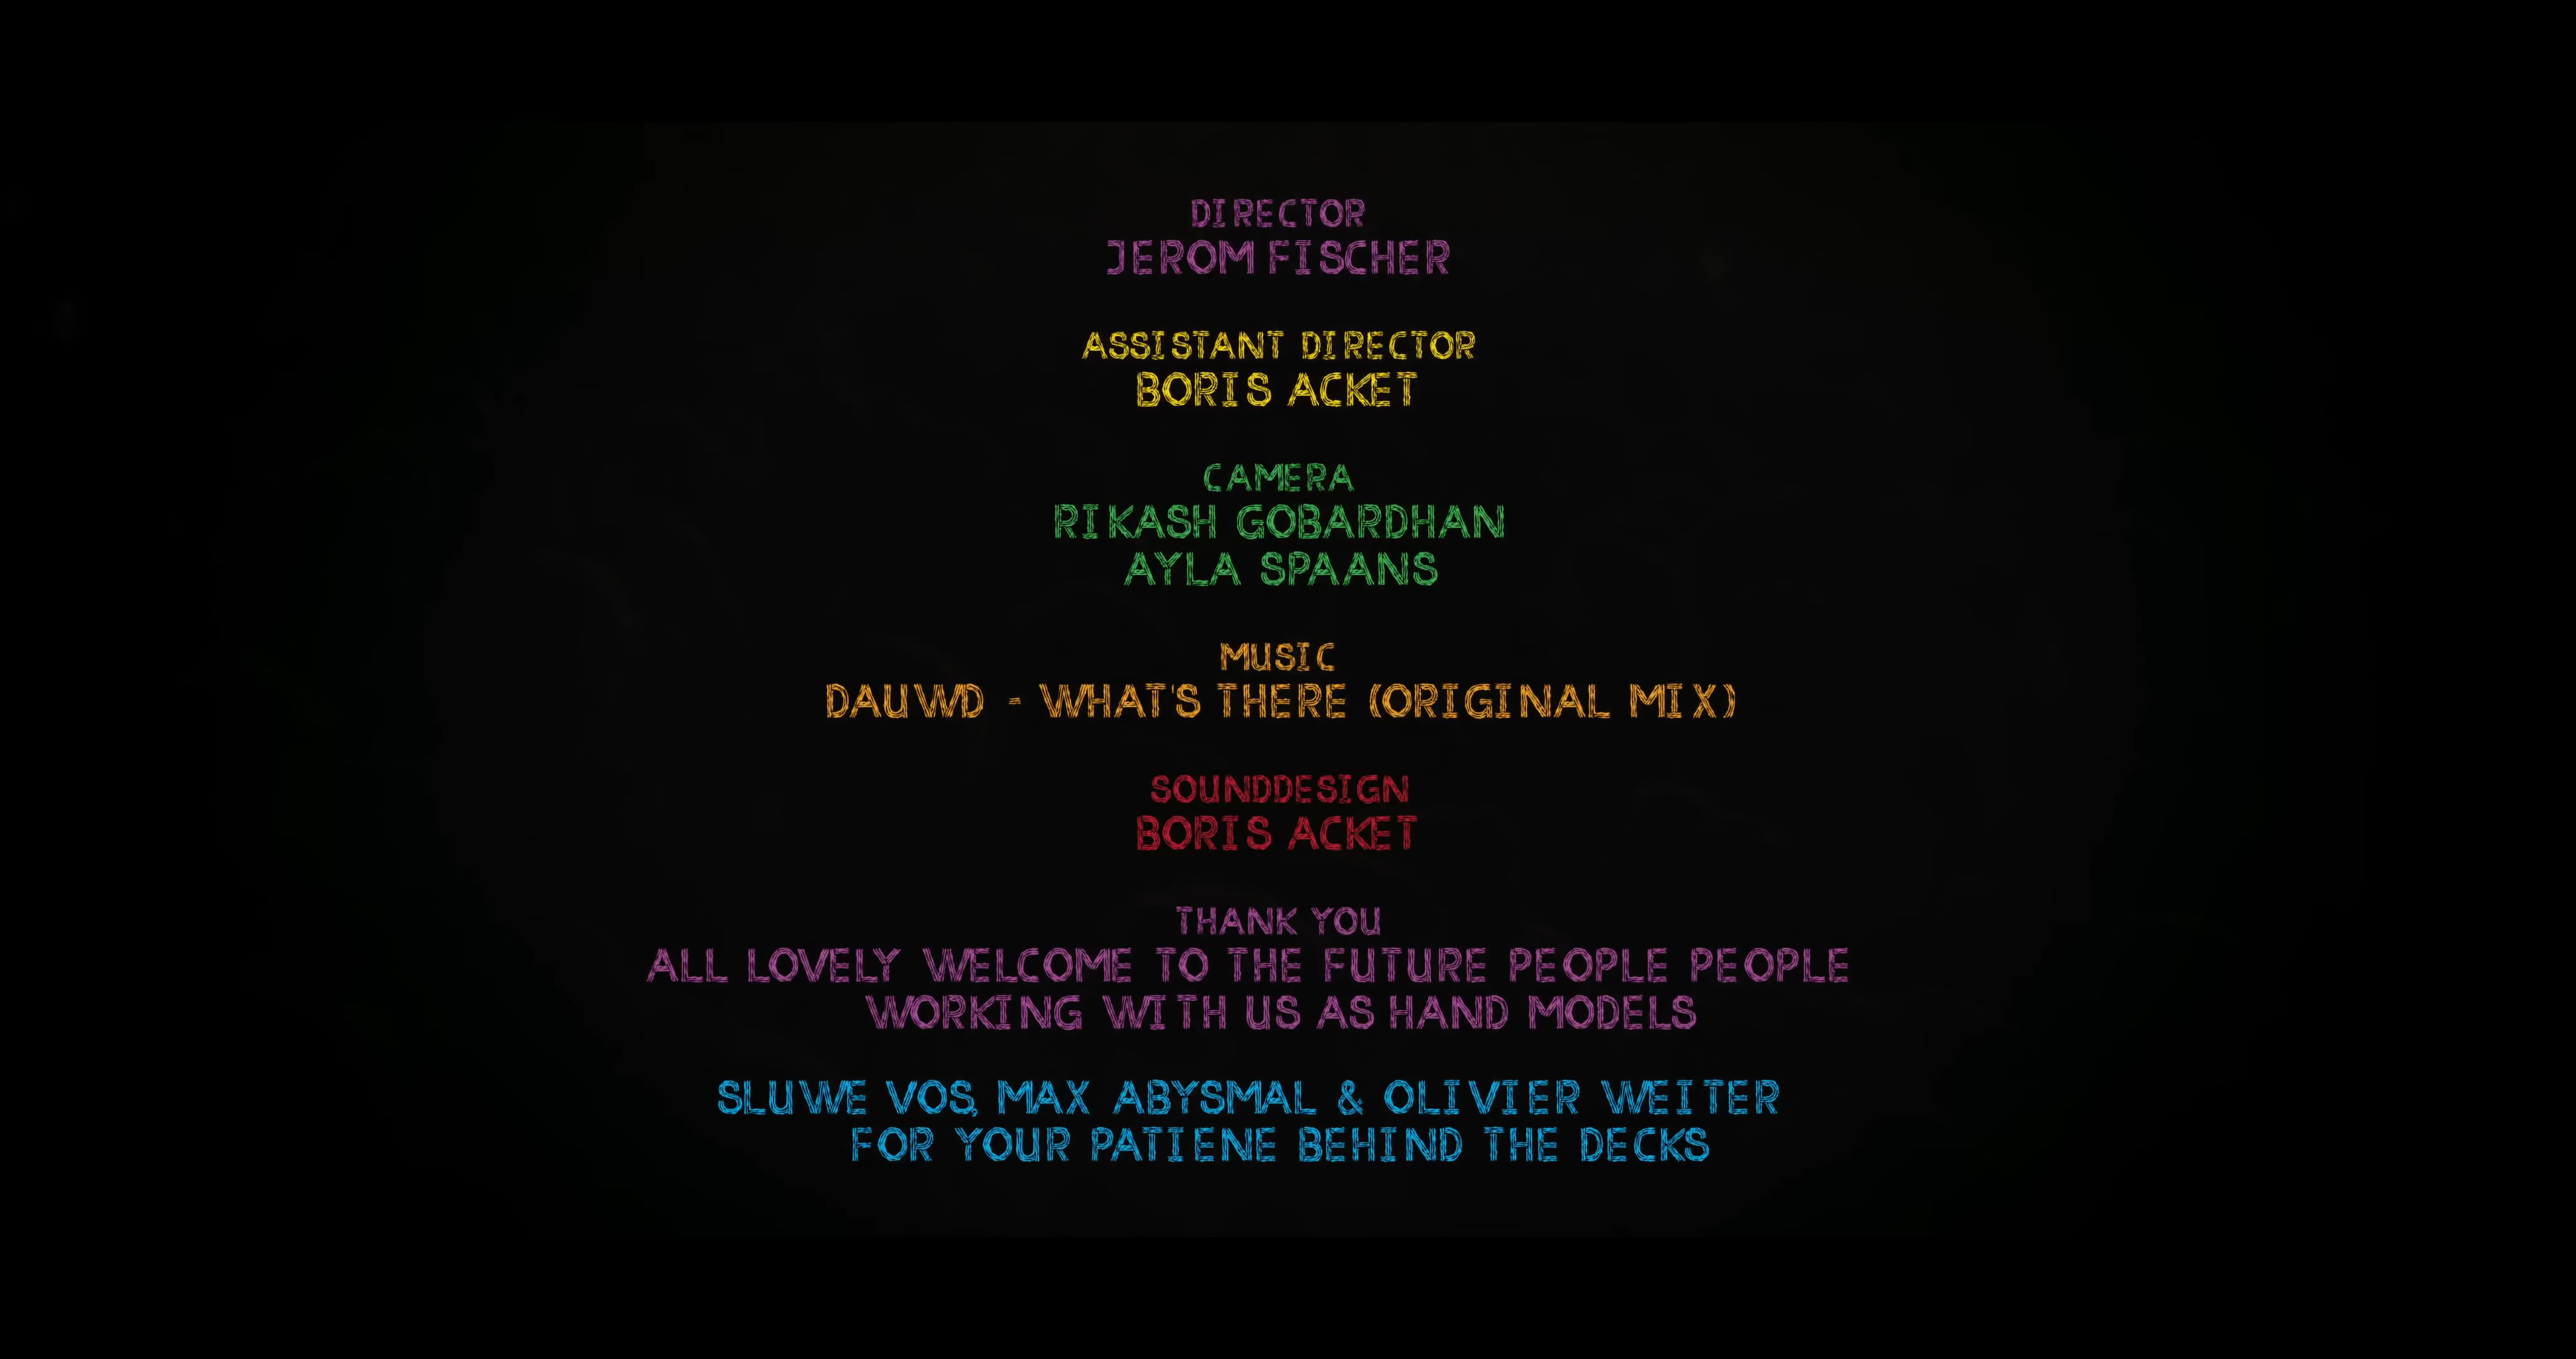 DIRECTOR
JEROM FISCHER
ASSISTANT DIRECTOR
BORIS ACKET
CAMERA
RIKASH GOBARDHAN
AYLA SPAANS
MUSIC
DAUWD - WHAT'S THERE (ORIGINAL MIX)
SOUNDDESIGN
BORIS ACKET
THANK YOU
ALL LOVELY WELCOME TO THE FUTURE PEOPLE PEOPLE
WORKING WITH US AS HAND MODELS
SLUWE VOS, MAX ABYSMAL & OLIVIER WEITER
FOR YOUR PATIENE BEHIND THE DECKS